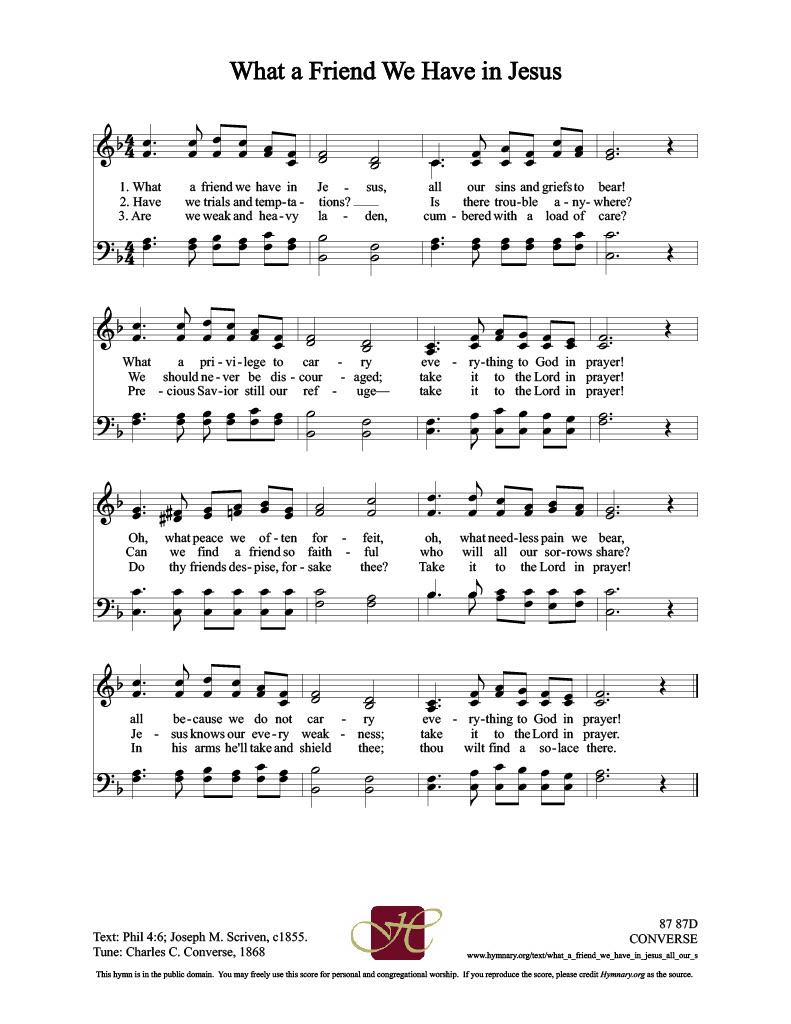 What a Friend We Have in Jesus
1. What a friend we have in Je - sus, all our sins and griefs to bear!
2. Have we trials and temp - ta - tions? Is there trou - ble a - ny - where?
3. Are we weak and hea - vy la - den, cum - bered with a load of care?
What a pri - vi - lege to car - ry eve - ry - thing to God in prayer!
We should ne - ver be dis - cour - aged; take it to the Lord in prayer!
Pre - cious Sav - ior still our ref - uge— take it to the Lord in prayer!
Oh, what peace we of - ten for - feit, oh, what need - less pain we bear,
Can we find a friend so faith - ful who will all our sor - rows share?
Do thy friends des - pise, for - sake thee? Take it to the Lord in prayer!
all be - cause we do not car - ry eve - ry - thing to God in prayer!
Je - sus knows our eve - ry weak - ness; take it to the Lord in prayer.
In his arms he'll take and shield thee; thou wilt find a so - lace there.
H
87 87D
Text: Phil 4:6; Joseph M. Scriven, c1855.
CONVERSE
Tune: Charles C. Converse, 1868
www.hymnary.org/text/what_a_friend_we_have_in_jesus_all_our_s
This hymn is in the public domain. You may freely use this score for personal and congregational worship. If you reproduce the score, please credit Hymnary.org as the source.